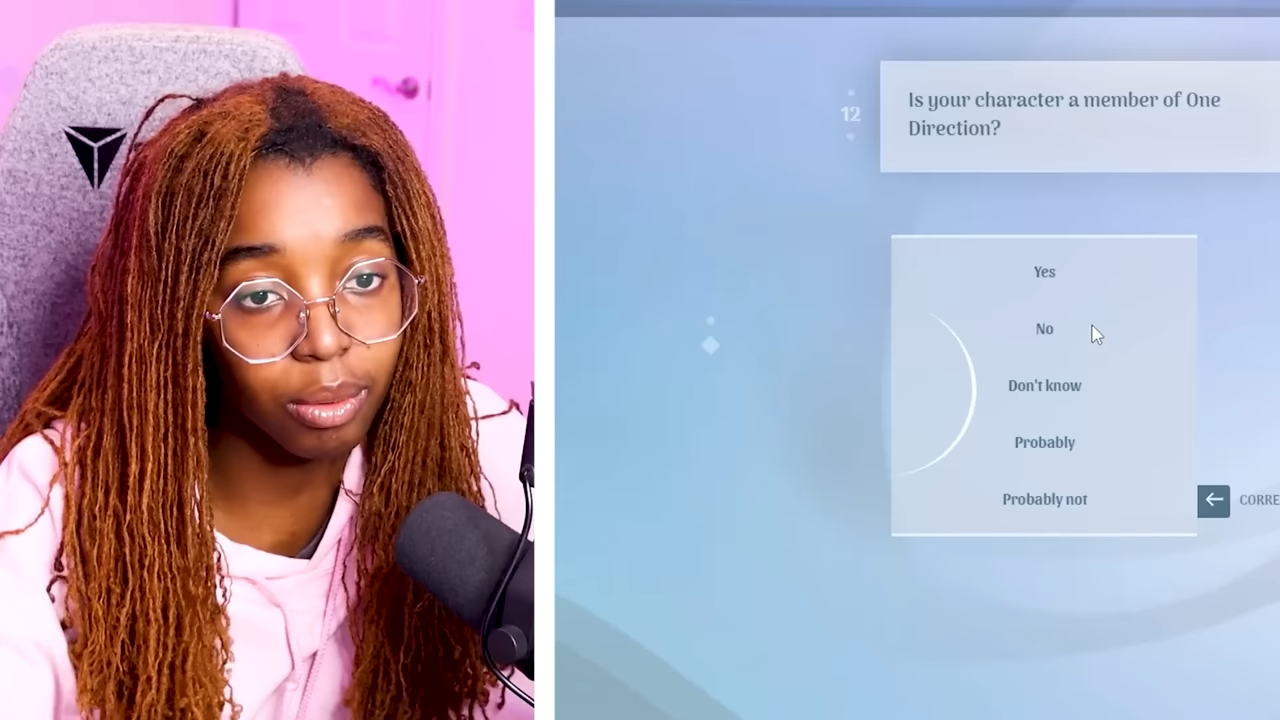 12
Is your character a member of One
Direction?
Yes
No
Don't know
Probably
Probably not
CORRE